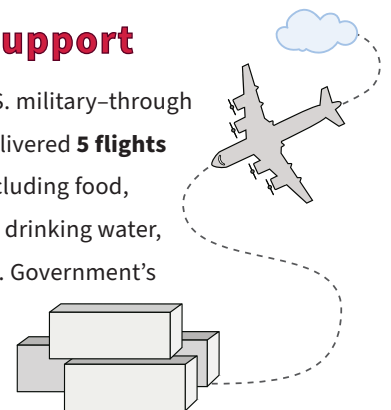 upport
S. military–through
livered 5 flights
cluding food,
drinking water,
. Government's